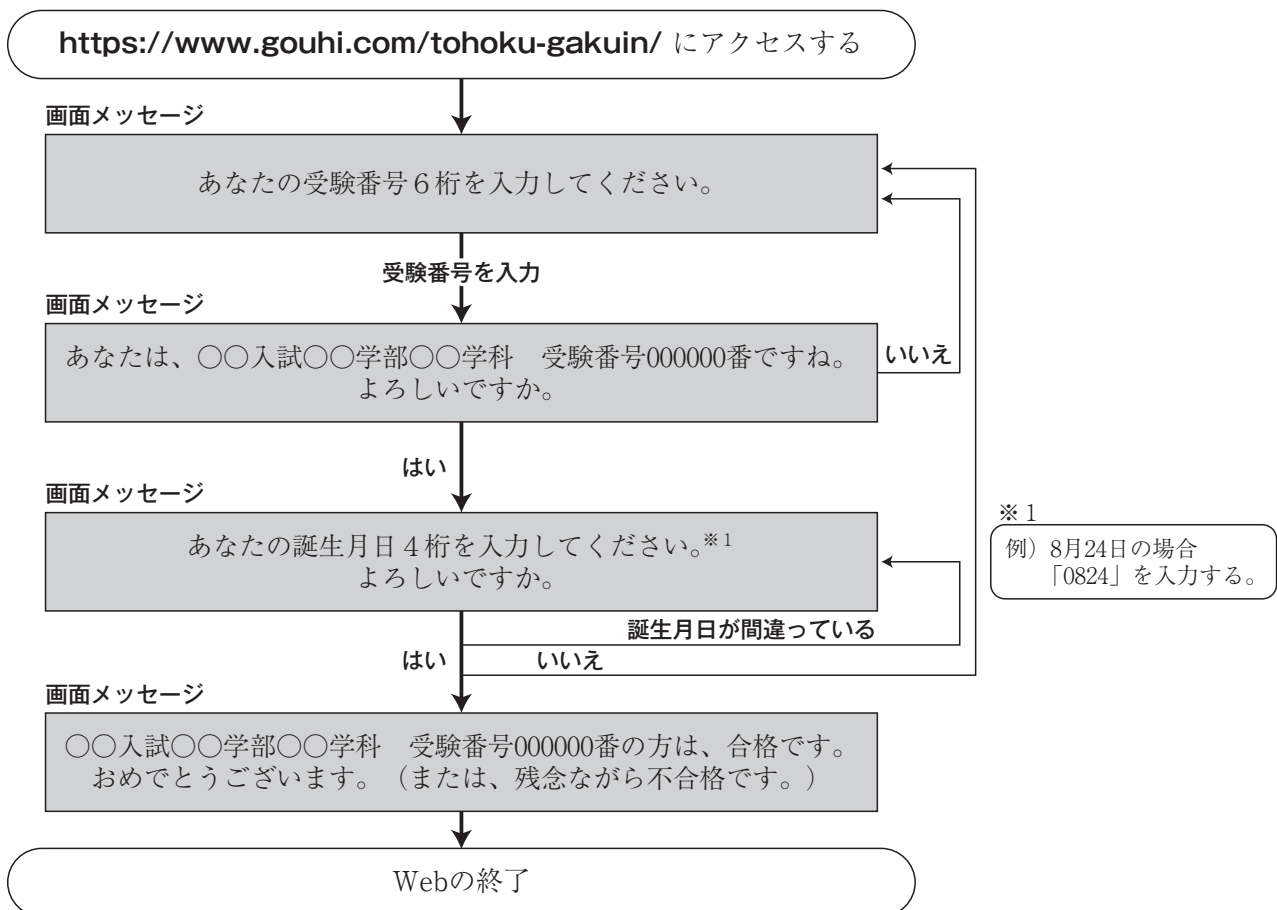 https://www.gouhi.com/tohoku-gakuin/ にアクセスする
画面メッセージ
あなたの受験番号6桁を入力してください。
受験番号を入力
画面メッセージ
あなたは、○○入試○○学部○○学科　受験番号000000番ですね。
よろしいですか。
いいえ
はい
画面メッセージ
あなたの誕生月日4桁を入力してください。※1
よろしいですか。
※1
例）8月24日の場合
「0824」を入力する。
誕生月日が間違っている
はい
いいえ
画面メッセージ
○○入試○○学部○○学科　受験番号000000番の方は、合格です。
おめでとうございます。（または、残念ながら不合格です。）
Webの終了